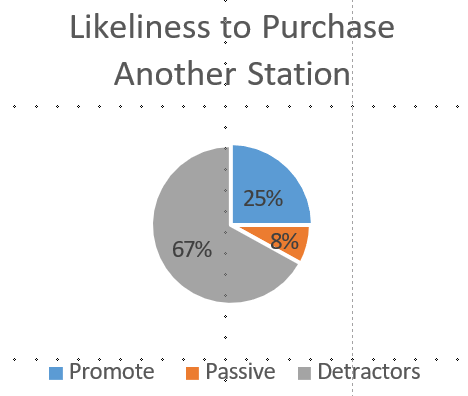 Likeliness to Purchase
Another Station
25%
8%
67%
Promote
Passive
Detractors